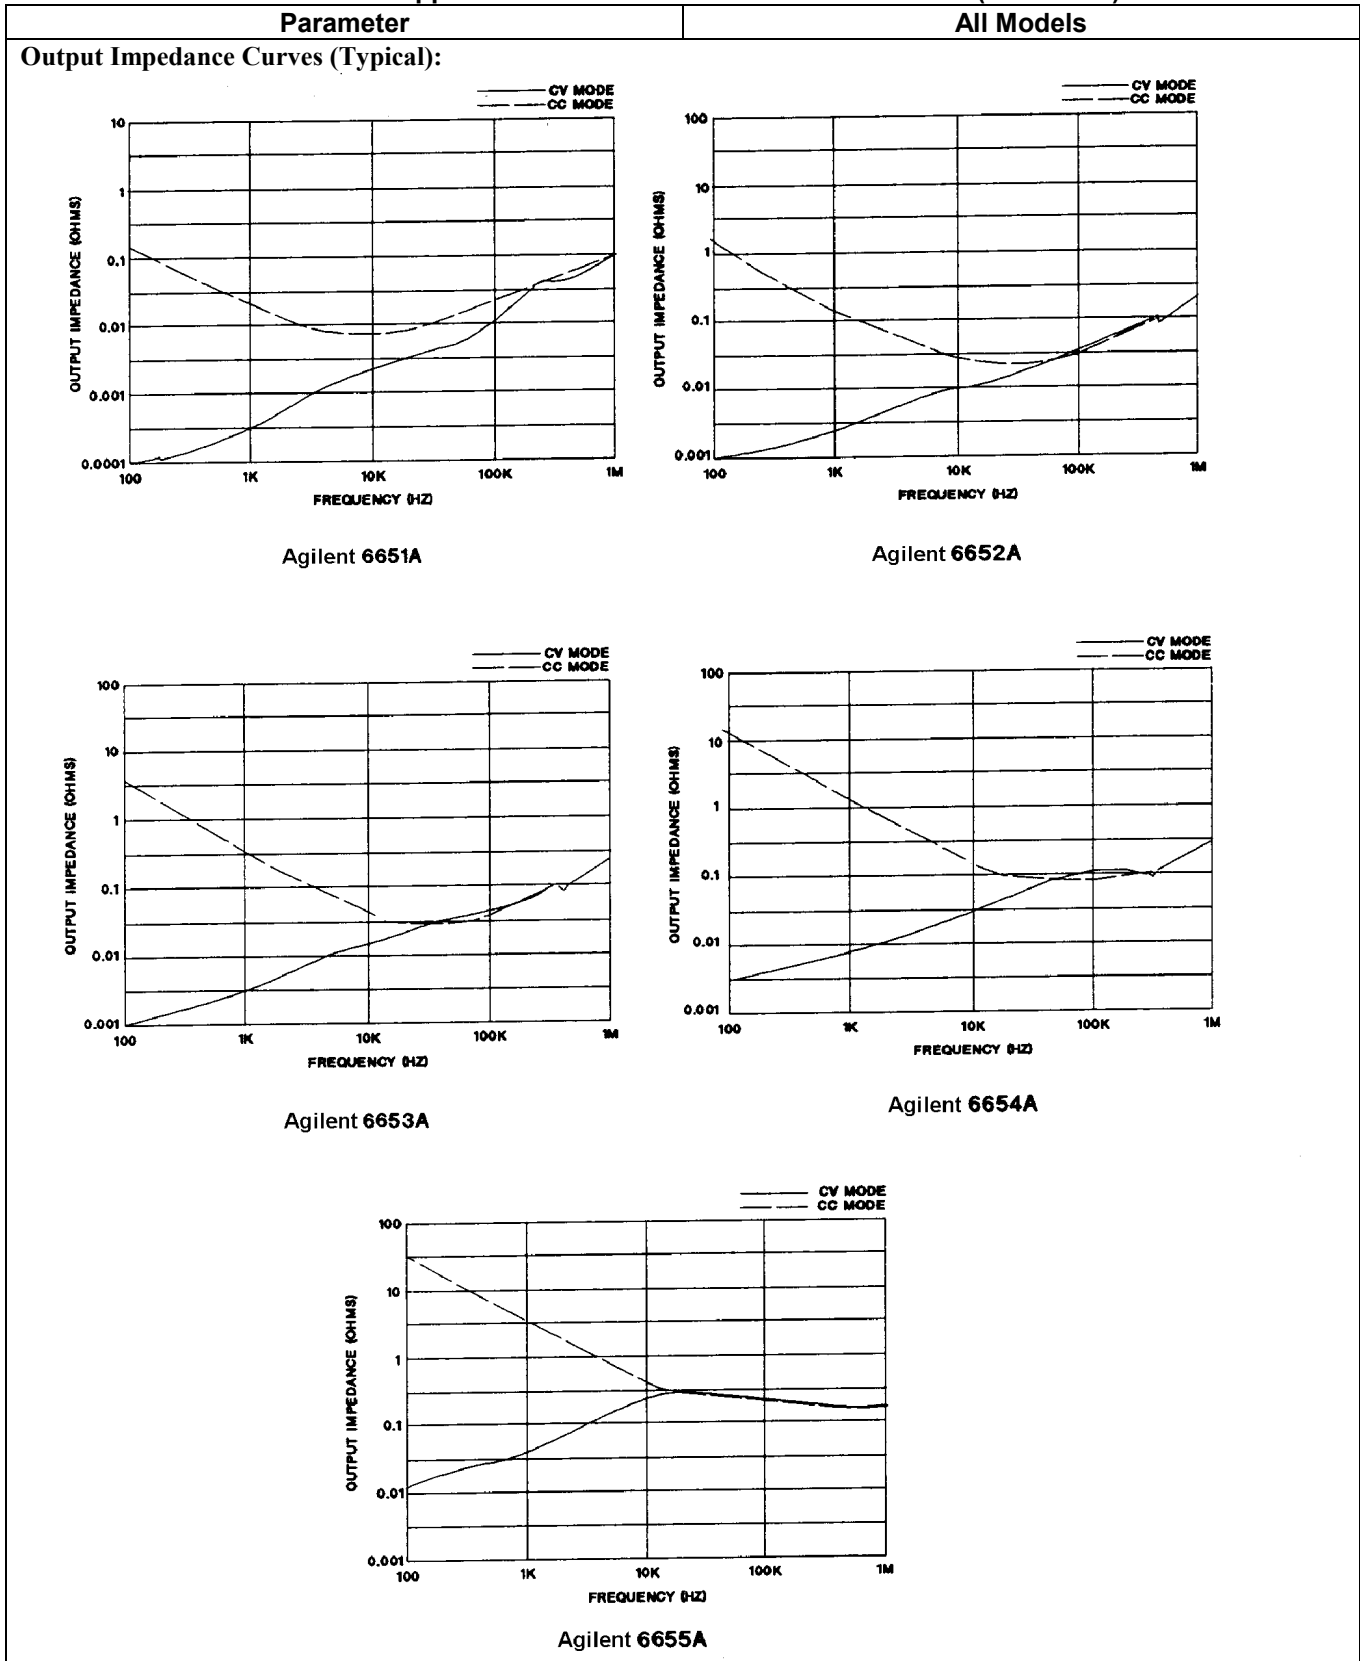 Parameter All Models
Output Impedance Curves (Typical):
CV MODE
CC MODE
10
1
0.1
0.01
0.001
0.0001
OUTPUT IMPEDANCE (OHMS)
100 1K 10K 100K 1M
FREQUENCY (HZ)
Agilent 6651A
CV MODE
CC MODE
100
10
1
0.1
0.01
0.001
OUTPUT IMPEDANCE (OHMS)
100 1K 10K 100K 1M
FREQUENCY (HZ)
Agilent 6652A
CV MODE
CC MODE
100
10
1
0.1
0.01
0.001
OUTPUT IMPEDANCE (OHMS)
100 1K 10K 100K 1M
FREQUENCY (HZ)
Agilent 6653A
CV MODE
CC MODE
100
10
1
0.1
0.01
0.001
OUTPUT IMPEDANCE (OHMS)
100 1K 10K 100K 1M
FREQUENCY (HZ)
Agilent 6654A
CV MODE
CC MODE
100
10
1
0.1
0.01
0.001
OUTPUT IMPEDANCE (OHMS)
100 1K 10K 100K 1M
FREQUENCY (HZ)
Agilent 6655A